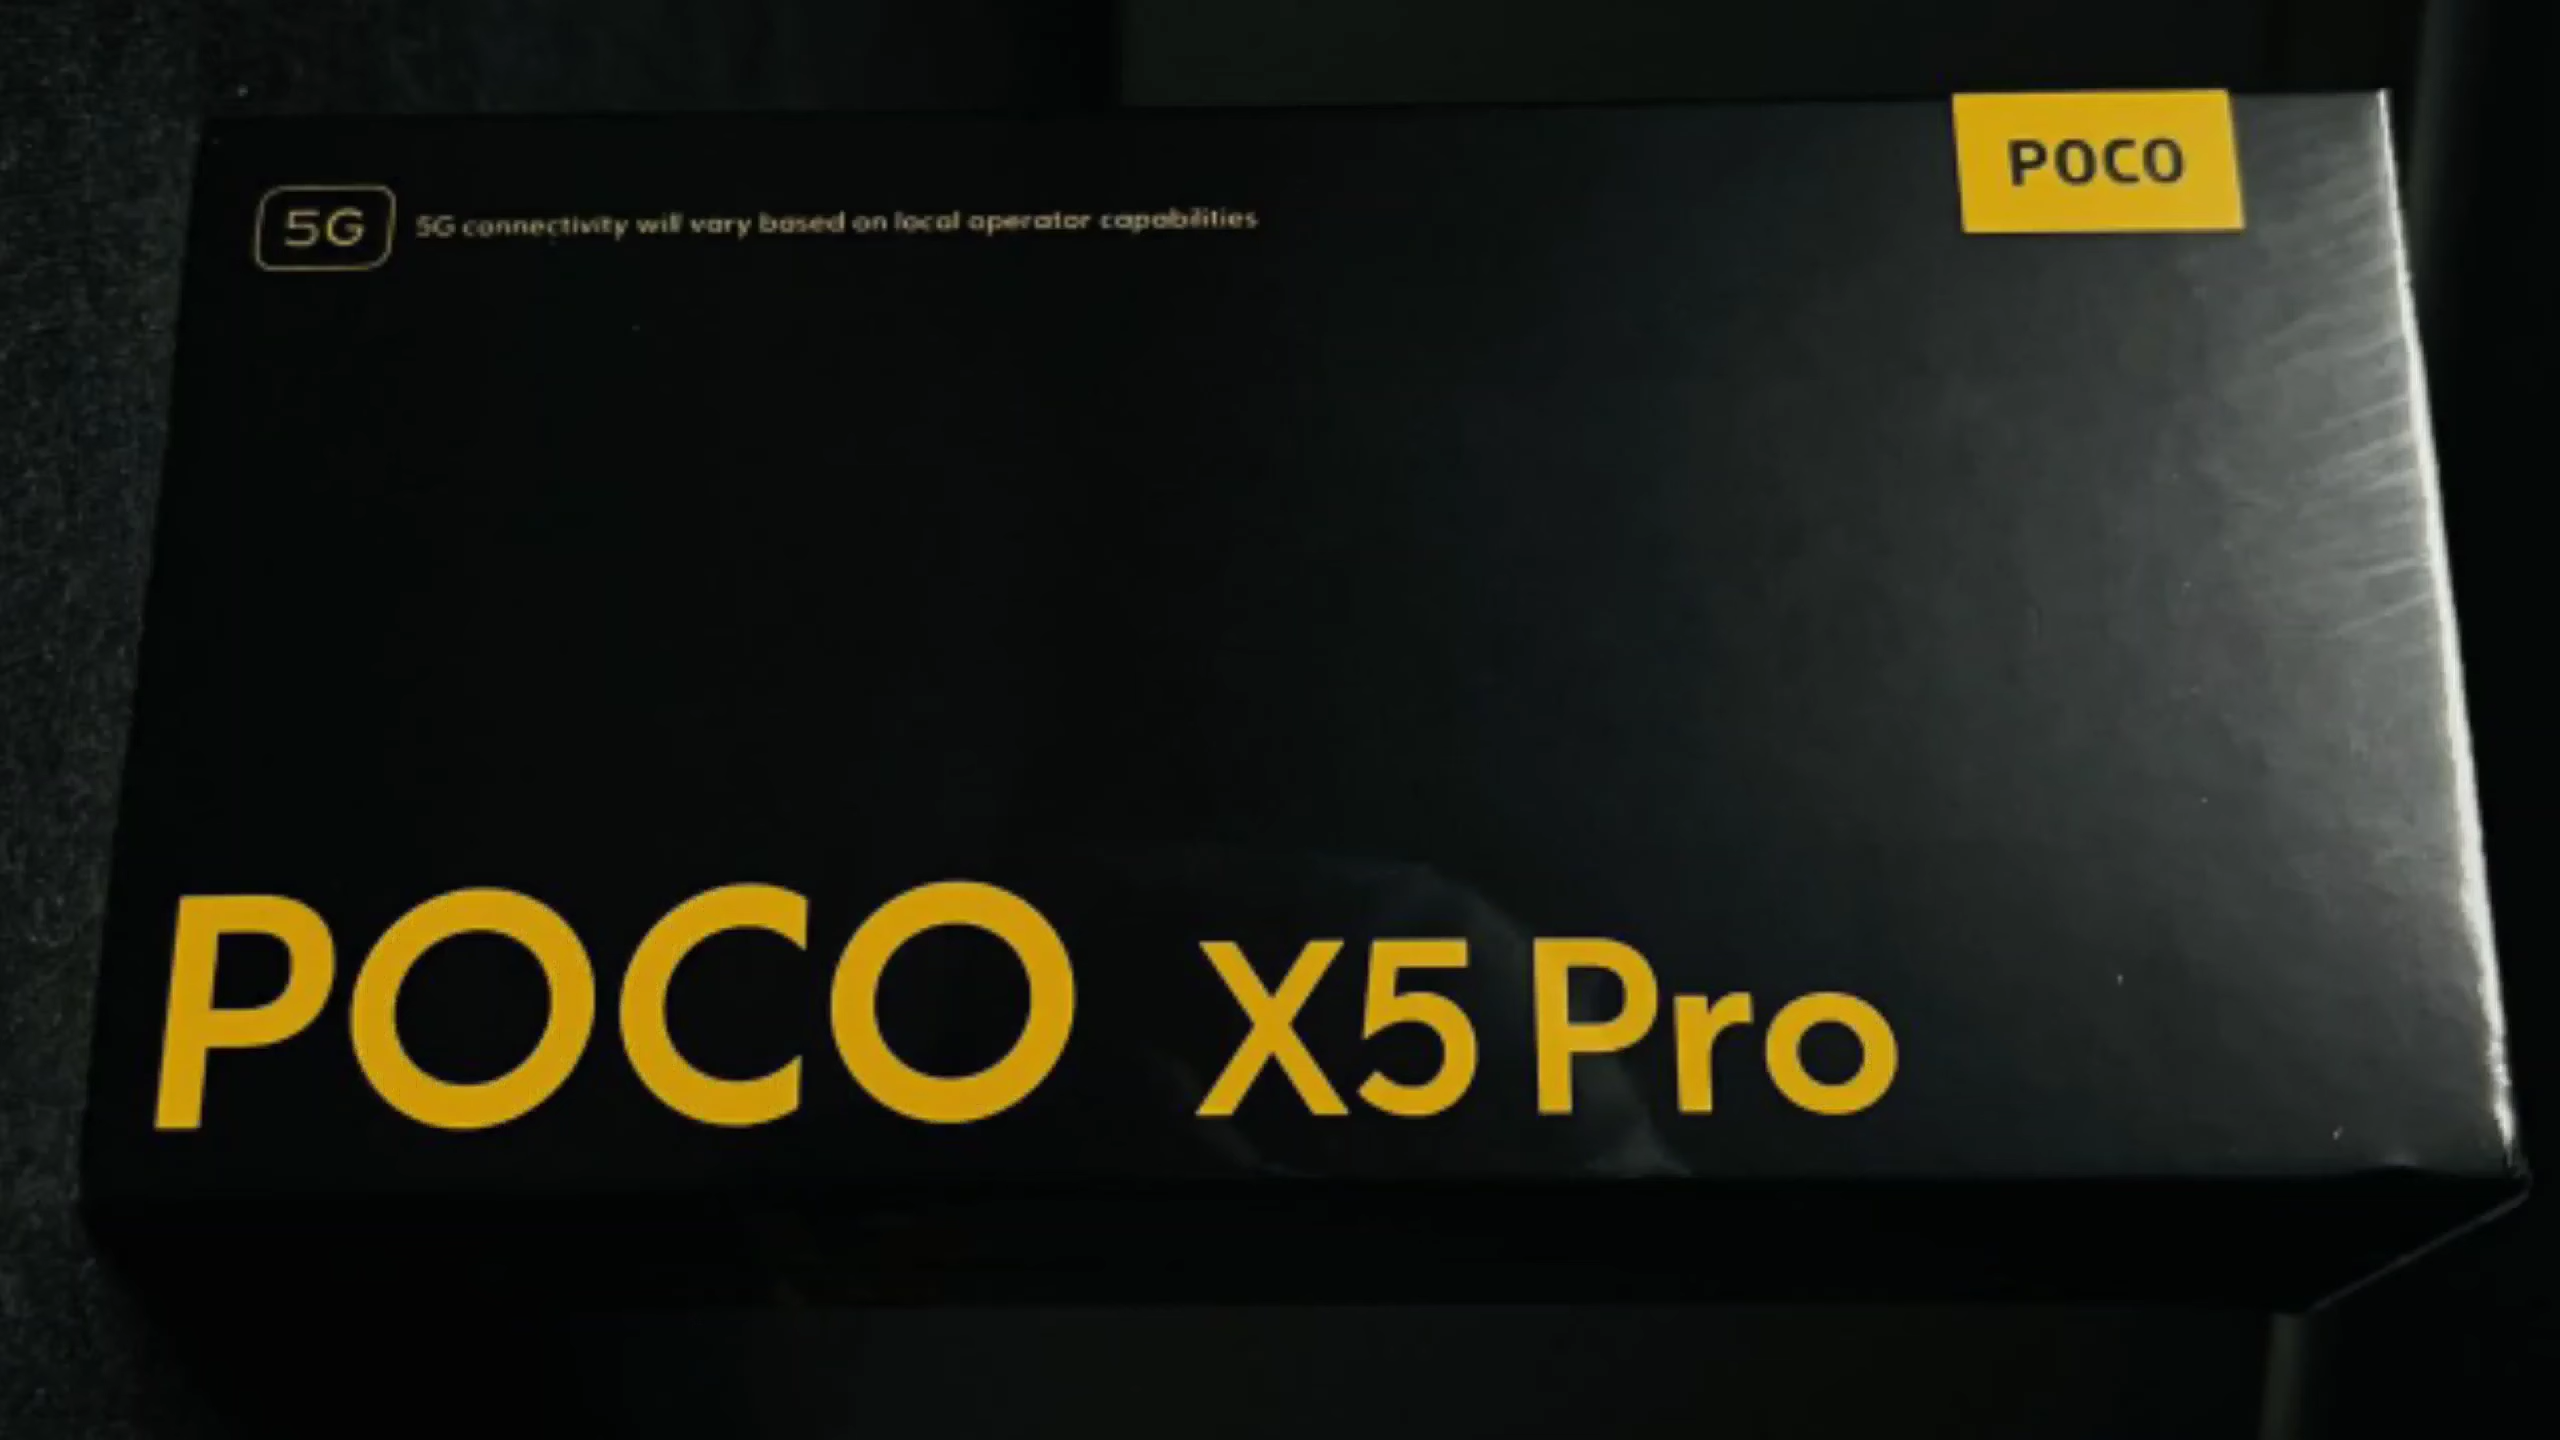 5G
5G connectivity will vary based on local operator capabilities
POCO
POCO X5 Pro